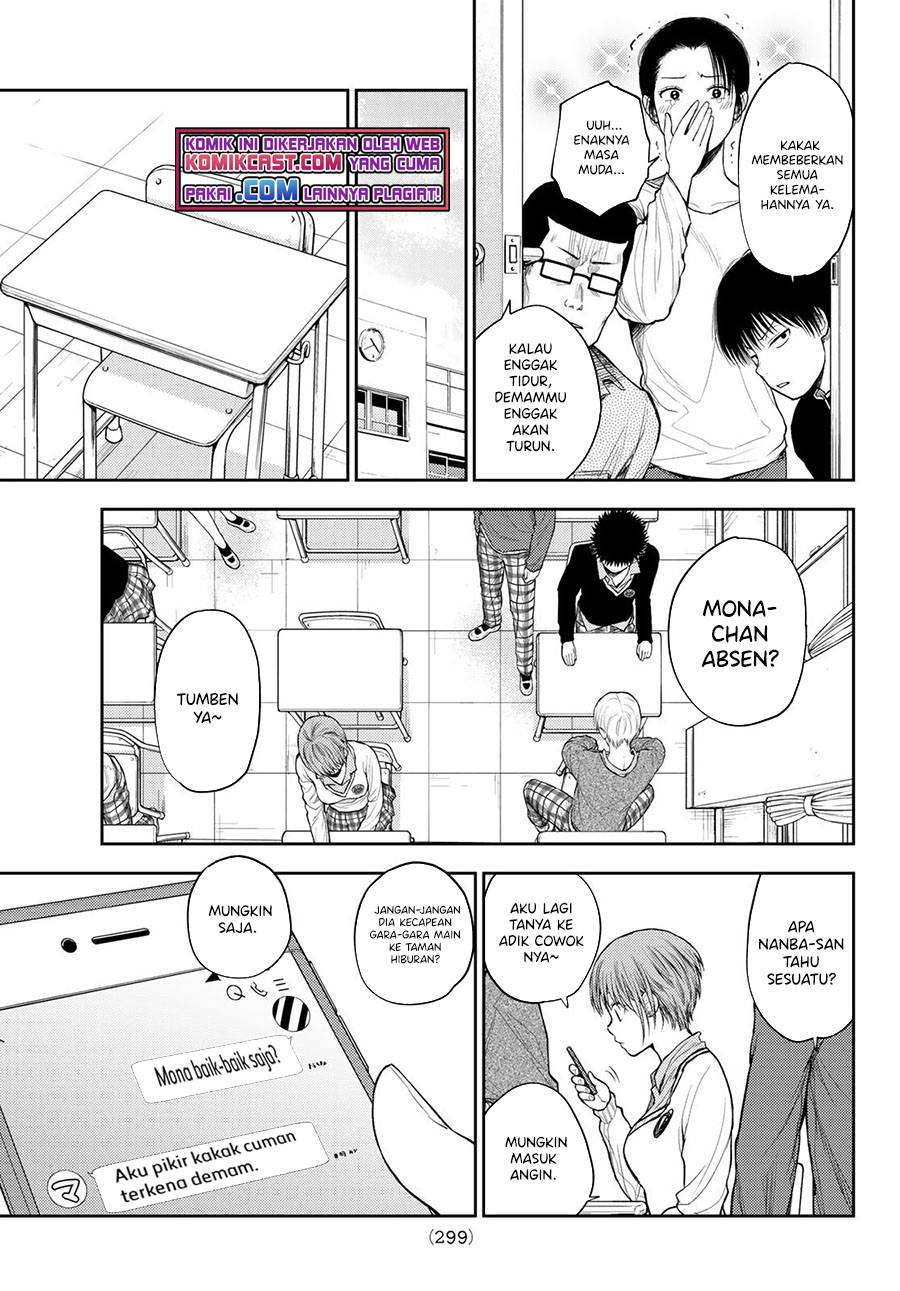 KAKAK
MEMBEBERKAN
SEMUA
KELEMA-
HANNYA YA.
UUH...
ENAKNYA
MASA
MUDA...
KALAU
ENGGAK
TIDUR,
DEMAMMU
ENGGAK
AKAN
TURUN.
KOMIK INI DIKERJAKAN OLEH WEB
KOMIKCAST.COM YANG CUMA
PAKAI .COM LAINNYA PLAGIAT!
MONA-
CHAN
ABSEN?
TUMBEN
YA~
APA
NANBA-SAN
TAHU
SESUATU?
AKU LAGI
TANYA KE
ADIK COWOK
NYA~
MUNGKIN
MASUK
ANGIN.
JANGAN-JANGAN
DIA KECAPEAN
GARA-GARA MAIN
KE TAMAN
HIBURAN?
MUNGKIN
SAJA.
Mona baik-baik saja?
マ
Aku pikir kakak cuman
terkena demam.
(299)